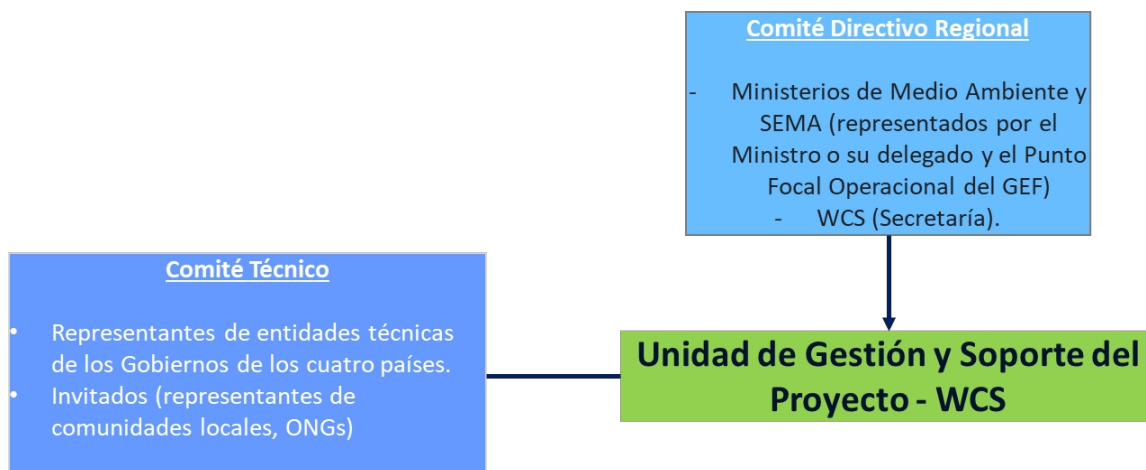 Comité Directivo Regional
- Ministerios de Medio Ambiente y
SEMA (representados por el
Ministro o su delegado y el Punto
Focal Operacional del GEF)
- WCS (Secretaría).
Comité Técnico
• Representantes de entidades técnicas
de los Gobiernos de los cuatro países.
• Invitados (representantes de
comunidades locales, ONGs)
Unidad de Gestión y Soporte del
Proyecto - WCS